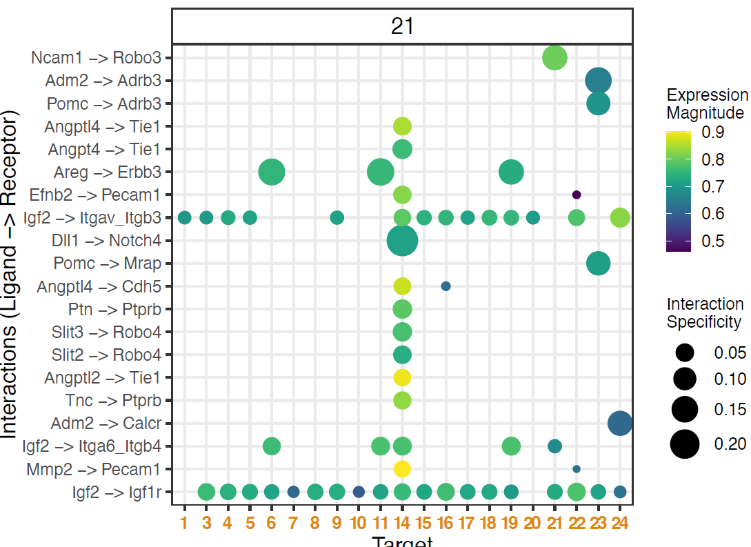 21
Interactions (Ligand −> Receptor)
Ncam1 −> Robo3
Adm2 −> Adrb3
Pomc −> Adrb3
Angptl4 −> Tie1
Angpt4 −> Tie1
Areg −> Erbb3
Efnb2 −> Pecam1
Igf2 −> Itgav_Itgb3
Dll1 −> Notch4
Pomc −> Mrap
Angptl4 −> Cdh5
Ptn −> Ptprb
Slit3 −> Robo4
Slit2 −> Robo4
Angptl2 −> Tie1
Tnc −> Ptprb
Adm2 −> Calcr
Igf2 −> Itga6_Itgb4
Mmp2 −> Pecam1
Igf2 −> Igf1r
1 3 4 5 6 7 8 9 10 11 14 15 16 17 18 19 20 21 22 23 24
Target
Expression
Magnitude
0.9
0.8
0.7
0.6
0.5
Interaction
Specificity
0.05
0.10
0.15
0.20